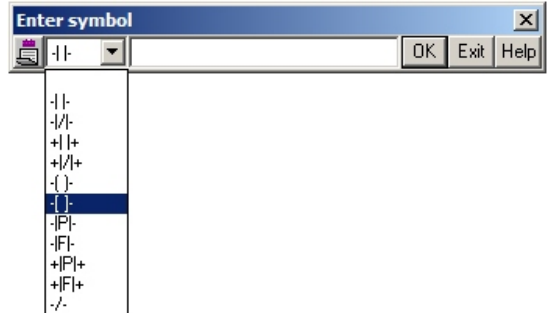 Enter symbol
-| |- OK Exit Help
-| |-
-|/|-
+| |+
+|/|+
-( )-
-[ ]-
-|P|-
-|F|-
+|P|+
+|F|+
-/-